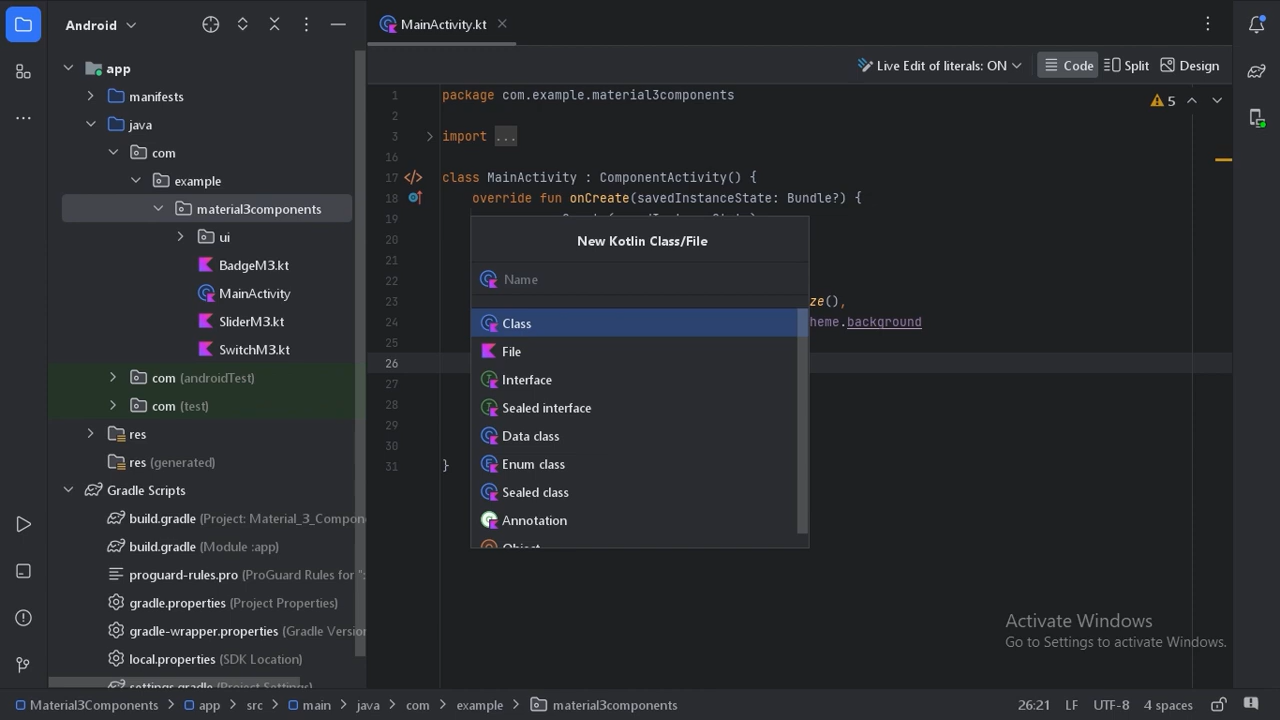 Android
MainActivity.kt
Live Edit of literals: ON
Code
Split
Design
app
manifests
java
com
example
material3components
ui
BadgeM3.kt
MainActivity
SliderM3.kt
SwitchM3.kt
com (androidTest)
com (test)
res
res (generated)
Gradle Scripts
build.gradle (Project: Material_3_Compon
build.gradle (Module :app)
proguard-rules.pro (ProGuard Rules for ":
gradle.properties (Project Properties)
gradle-wrapper.properties (Gradle Version
local.properties (SDK Location)
settings.gradle (Project Settings)
1 package com.example.material3components
5
2
3 import ...
16
17 class MainActivity : ComponentActivity() {
18 override fun onCreate(savedInstanceState: Bundle?) {
19
20
21
22
23 ze(),
24 heme.background
25
26
27
28
29
30
31 }
New Kotlin Class/File
Name
Class
File
Interface
Sealed interface
Data class
Enum class
Sealed class
Annotation
Object
Activate Windows
Go to Settings to activate Windows.
Material3Components > app > src > main > java > com > example > material3components
26:21 LF UTF-8 4 spaces